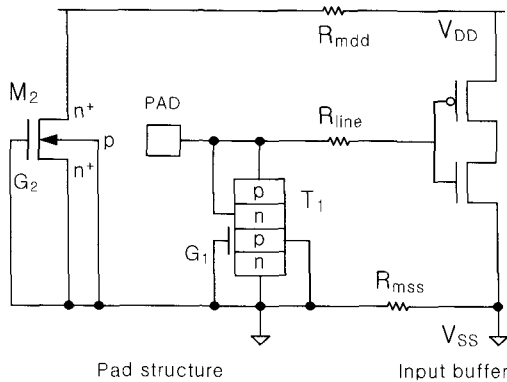 R_mdd
V_DD
M_2
n+
PAD
R_line
p
G_2
n+
p
T_1
n
G_1
p
n
R_mss
V_SS
Pad structure
Input buffer